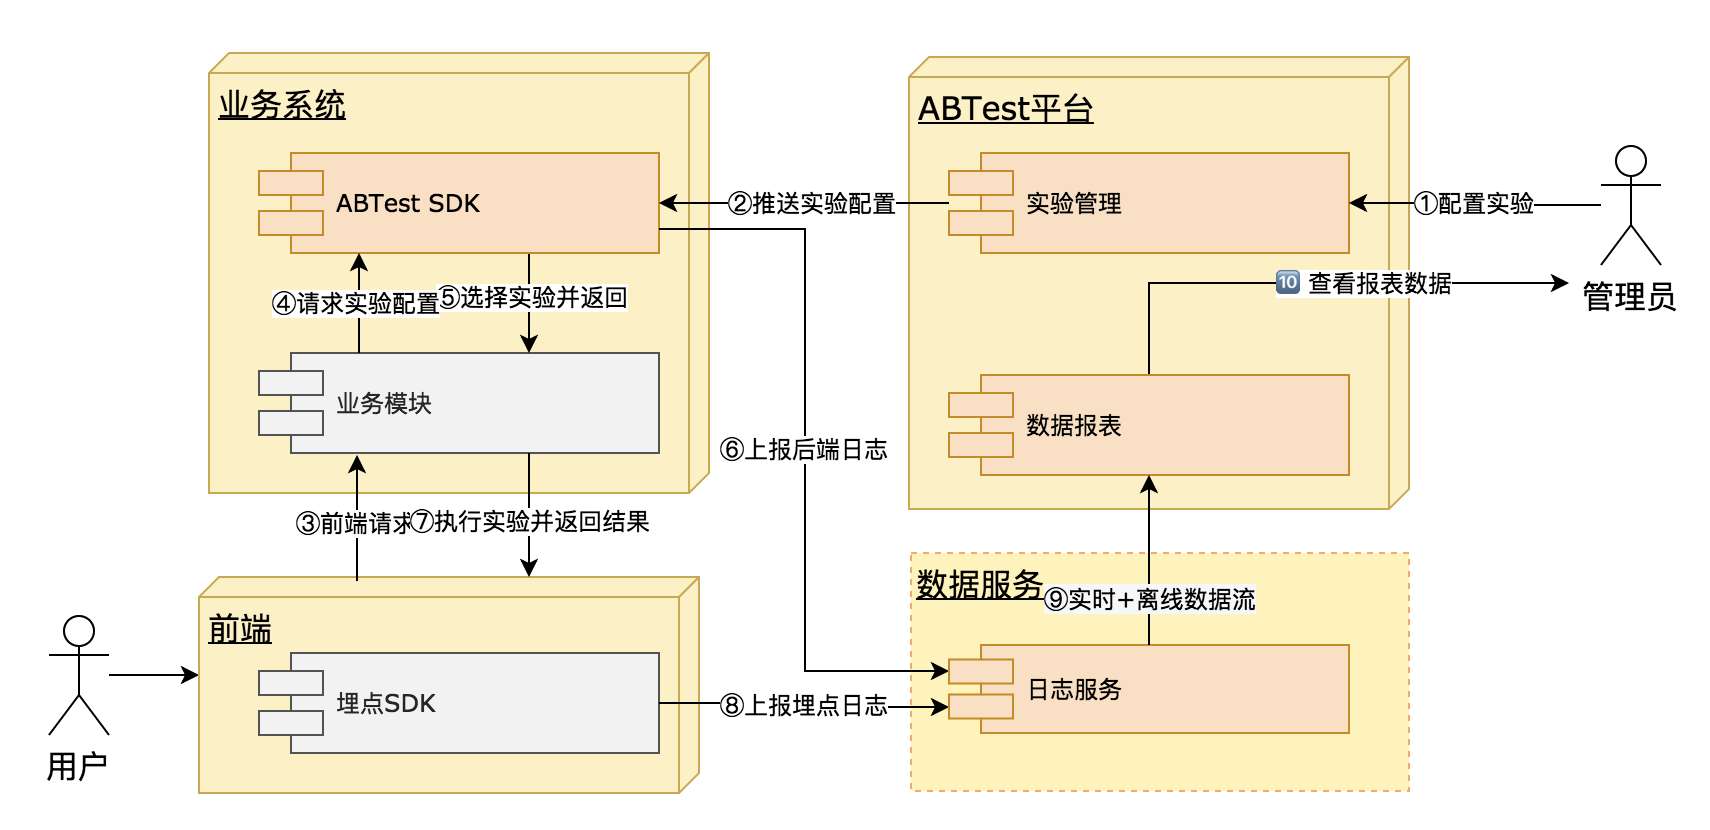 业务系统
ABTest SDK
④请求实验配置
⑤选择实验并返回
业务模块
③前端请求
⑦执行实验并返回结果
②推送实验配置
⑥上报后端日志
ABTest平台
实验管理
①配置实验
管理员
🔟 查看报表数据
数据报表
数据服务
⑨实时+离线数据流
日志服务
前端
埋点SDK
⑧上报埋点日志
用户